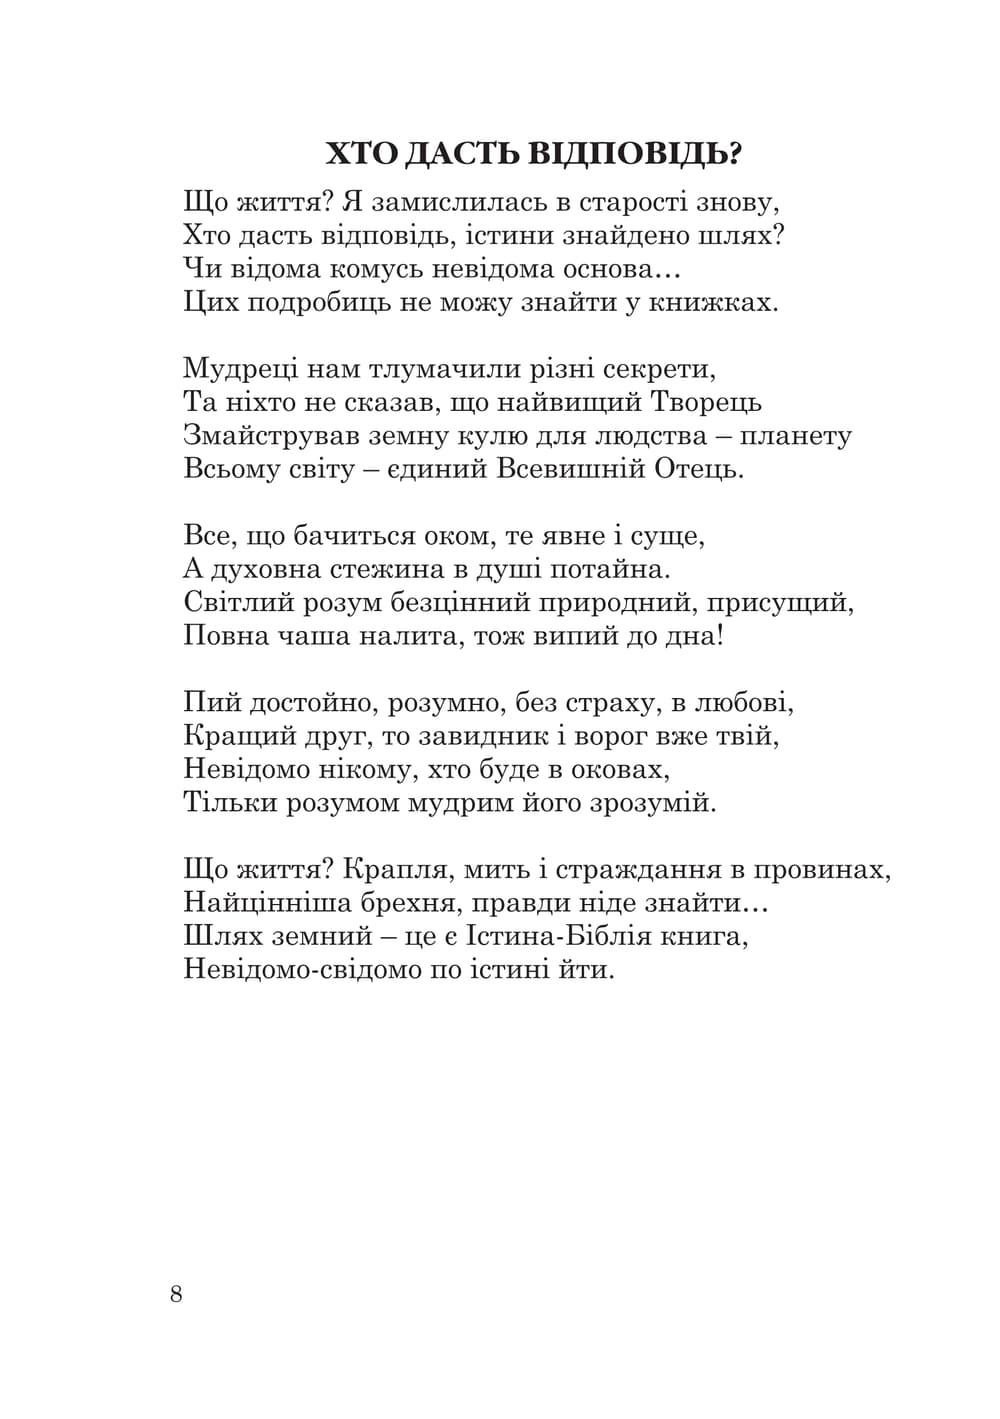 ХТО ДАСТЬ ВІДПОВІДЬ?
Що життя? Я замислилась в старості знову,
Хто дасть відповідь, істини знайдено шлях?
Чи відома комусь невідома основа...
Цих подробиць не можу знайти у книжках.
Мудреці нам тлумачили різні секрети,
Та ніхто не сказав, що найвищий Творець
Змайстрував земну кулю для людства – планету
Всьому світу – єдиний Всевишній Отець.
Все, що бачиться оком, те явне і суще,
А духовна стежина в душі потайна.
Світлий розум безцінний природний, присущий,
Повна чаша налита, тож випий до дна!
Пий достойно, розумно, без страху, в любові,
Кращий друг, то завидник і ворог вже твій,
Невідомо нікому, хто буде в оковах,
Тільки розумом мудрим його зрозумій.
Що життя? Крапля, мить і страждання в провинах,
Найцінніша брехня, правди ніде знайти...
Шлях земний – це є Істина-Біблія книга,
Невідомо-свідомо по істині йти.
8